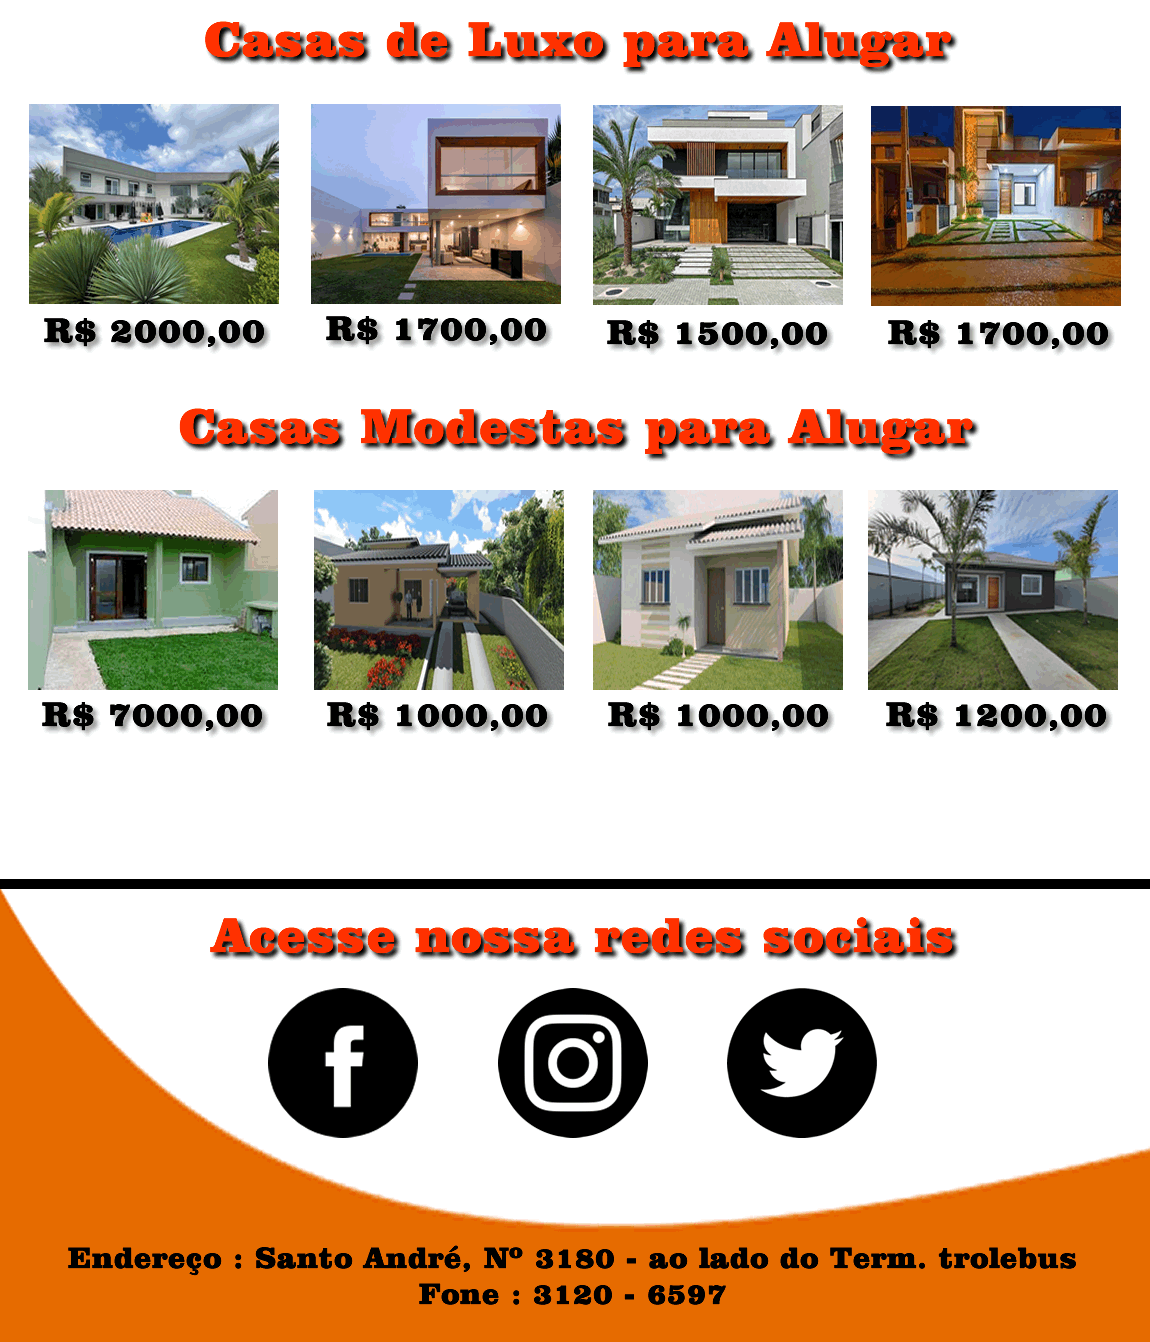 Casas de Luxo para Alugar
R$ 2000,00 R$ 1700,00 R$ 1500,00 R$ 1700,00
Casas Modestas para Alugar
R$ 7000,00 R$ 1000,00 R$ 1000,00 R$ 1200,00
Acesse nossa redes sociais
Endereço : Santo André, Nº 3180 - ao lado do Term. trolebus
Fone : 3120 - 6597